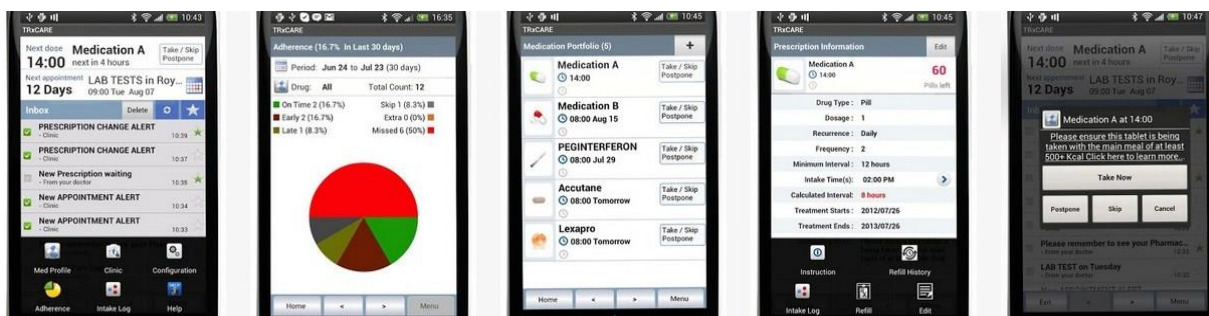 10:43
TRxCARE
Next dose Medication A Take / Skip
14:00 next in 4 hours Postpone
Next appointment LAB TESTS in Roy...
12 Days 09:00 Tue Aug 07
Inbox Delete
PRESCRIPTION CHANGE ALERT
- Clinic 10:39
PRESCRIPTION CHANGE ALERT
- Clinic 10:37
New Prescription waiting
- From your doctor 10:35
New APPOINTMENT ALERT
- Clinic 10:34
New APPOINTMENT ALERT
- Clinic 10:33
Med Profile Clinic Configuration
Adherence Intake Log Help
16:35
TRxCARE
Adherence (16.7% In Last 30 days)
Period: Jun 24 to Jul 23 (30 days)
Drug: All Total Count: 12
On Time 2 (16.7%) Skip 1 (8.3%)
Early 2 (16.7%) Extra 0 (0%)
Late 1 (8.3%) Missed 6 (50%)
Home < > Menu
10:45
TRxCARE
Medication Portfolio (5) +
Medication A Take / Skip
14:00 Postpone
Medication B Take / Skip
08:00 Aug 15 Postpone
PEGINTERFERON Take / Skip
08:00 Jul 29 Postpone
Accutane Take / Skip
08:00 Tomorrow Postpone
Lexapro Take / Skip
08:00 Tomorrow Postpone
Home < > Menu
10:45
TRxCARE
Prescription Information Edit
Medication A 60
14:00 Pills left
Drug Type : Pill
Dosage : 1
Recurrence : Daily
Frequency : 2
Minimum Interval : 12 hours
Intake Time(s): 02:00 PM
Calculated Interval: 8 hours
Treatment Starts : 2012/07/26
Treatment Ends : 2013/07/26
Instruction Refill History
Intake Log Refill Edit
10:47
TRxCARE
Next dose Medication A Take / Skip
14:00 next in 4 hours Postpone
Next appointment LAB TESTS in Roy...
12 Days 09:00 Tue Aug 07
Medication A at 14:00
Please ensure this tablet is being
taken with the main meal of at least
500+ Kcal Click here to learn more...
Take Now
Postpone Skip Cancel
Please remember to see your Pharmac...
- From your doctor
LAB TEST on Tuesday
- From your doctor
New APPOINTMENT ALERT
Exit < > Menu